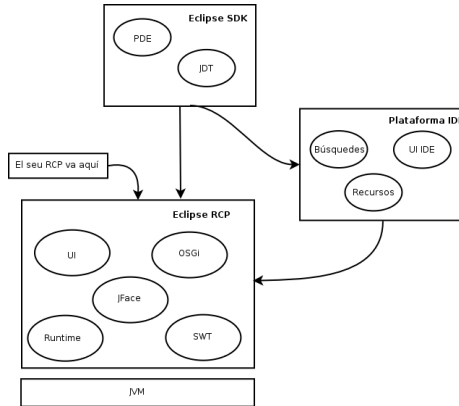 Eclipse SDK
PDE
JDT
Plataforma IDE
Búsquedes
UI IDE
Recursos
El seu RCP va aquí
Eclipse RCP
UI
OSGi
JFace
Runtime
SWT
JVM